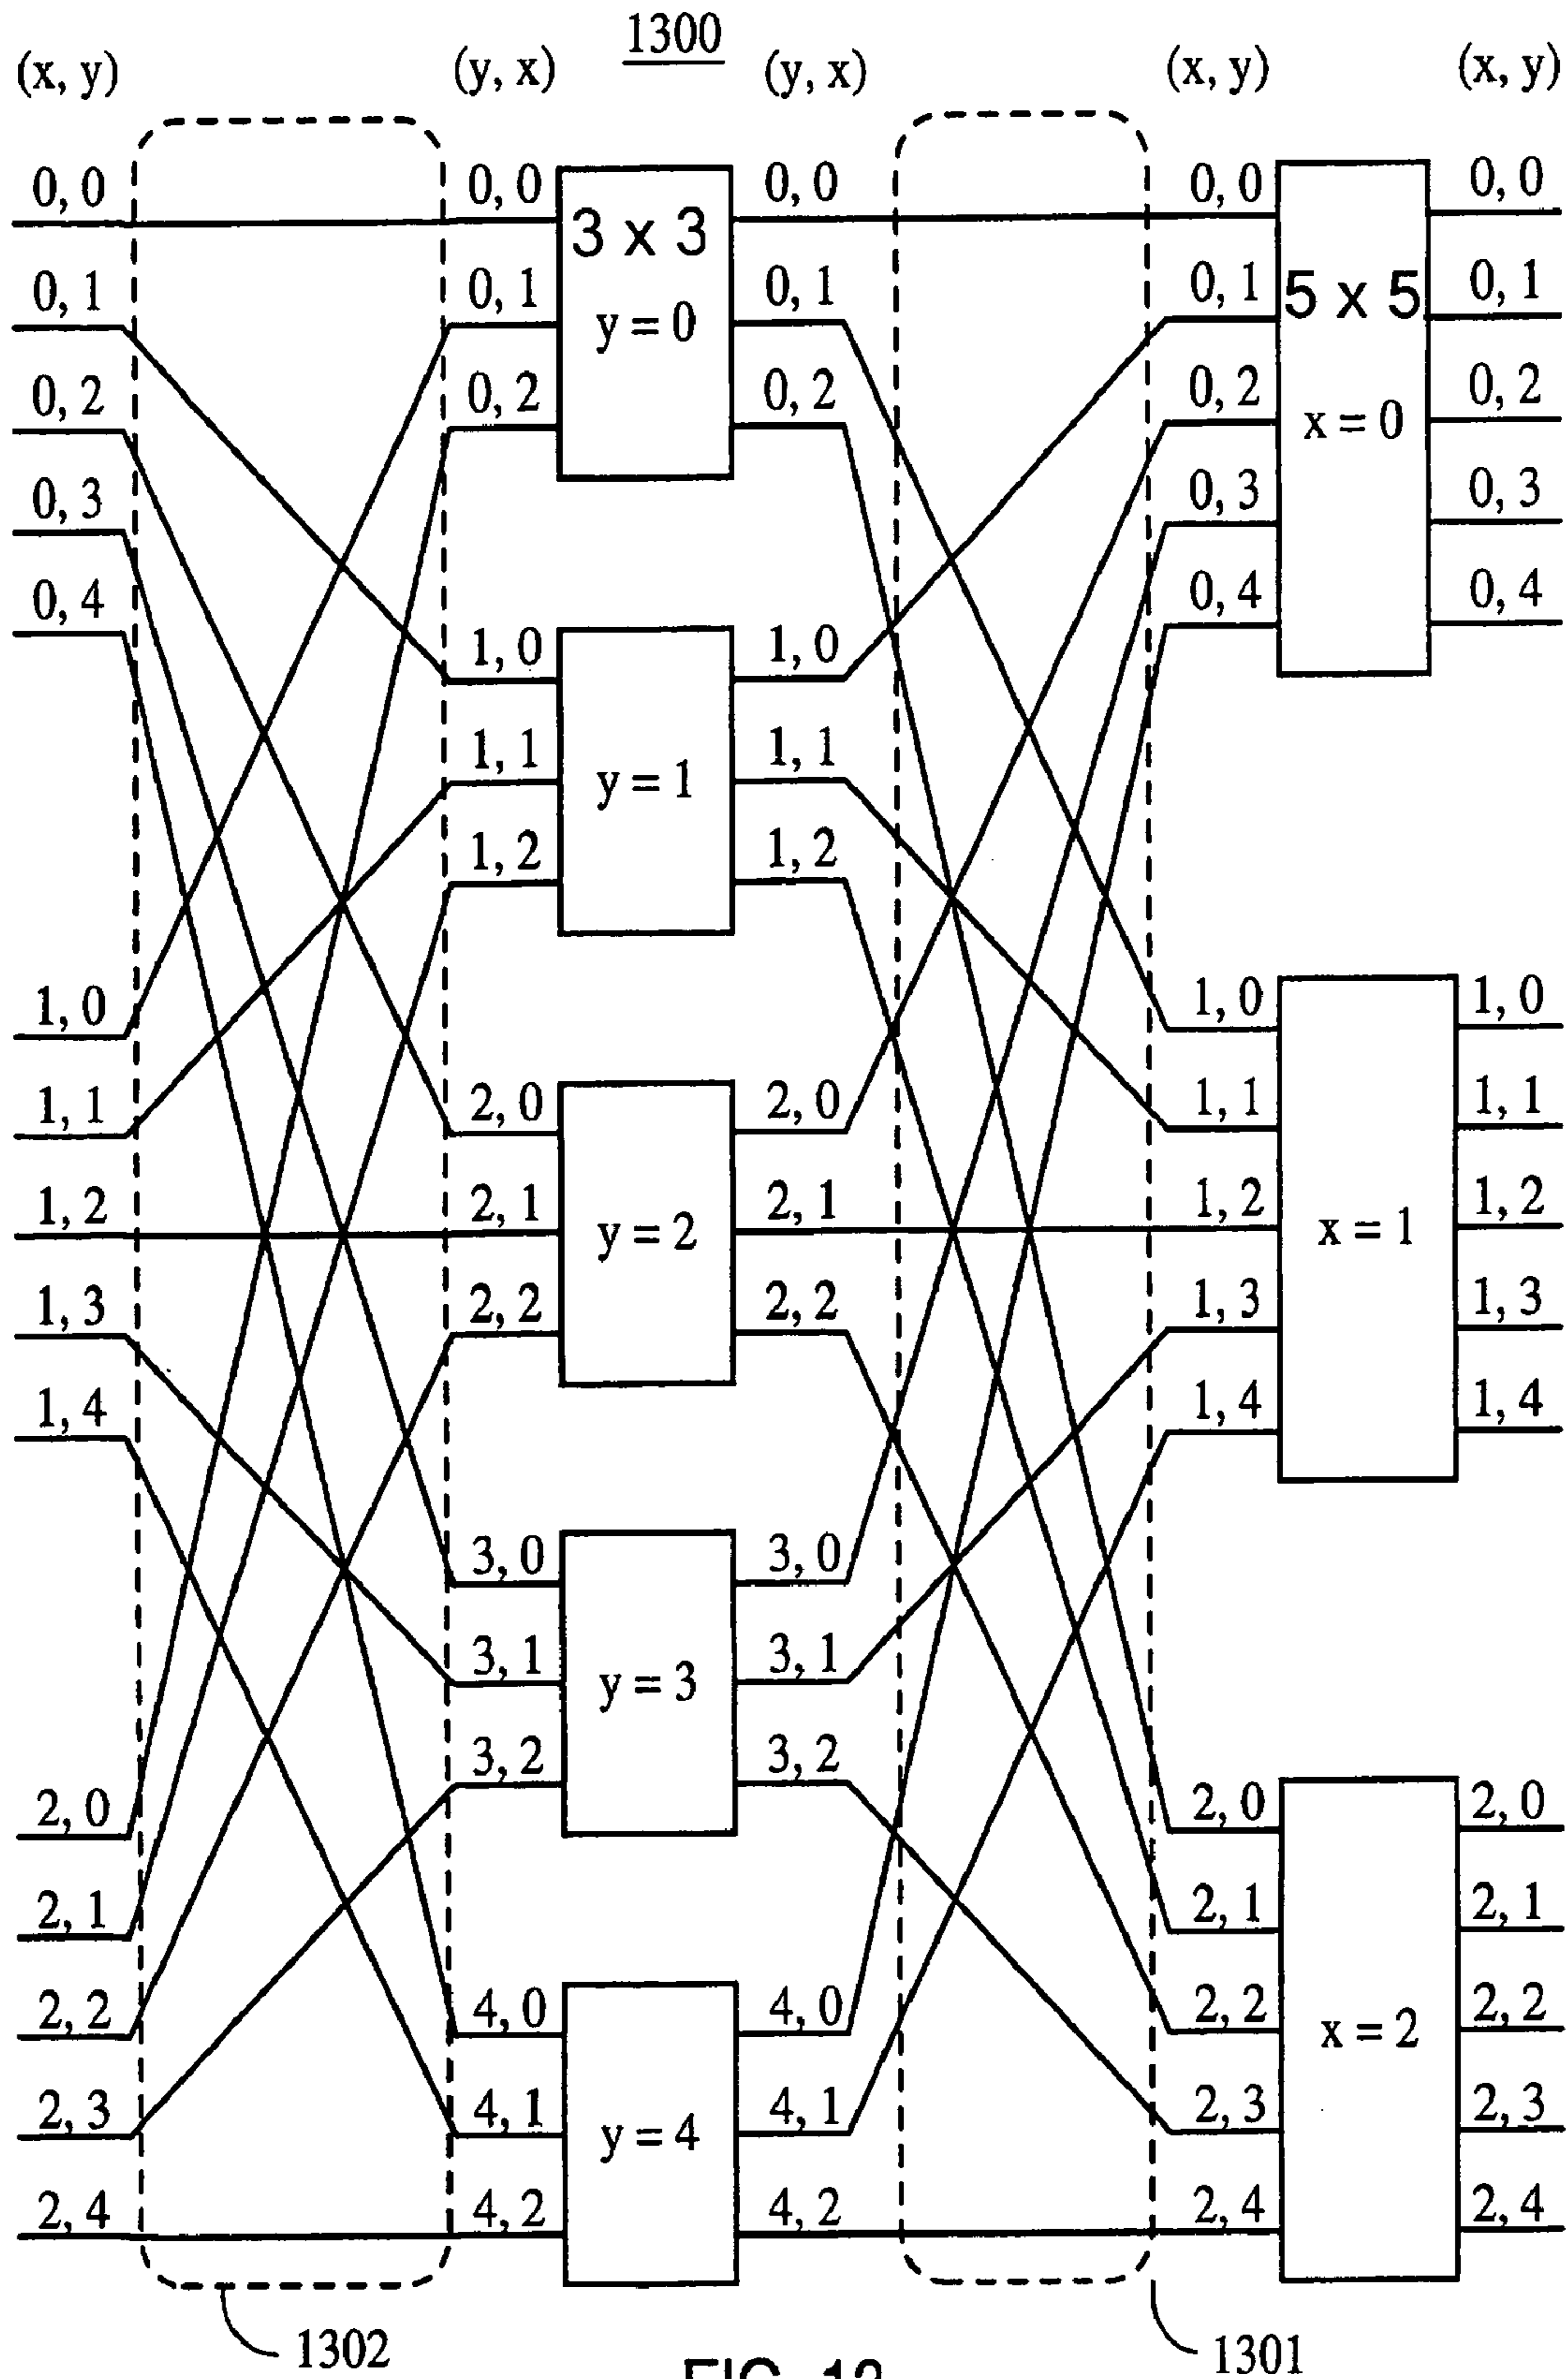 1300
(x, y) (y, x) (y, x) (x, y) (x, y)
0, 0 0, 0 0, 0 0, 0 0, 0
3 x 3
0, 1 0, 1 0, 1 0, 1 0, 1
y = 0 5 x 5
0, 2 0, 2 0, 2 0, 2 0, 2
x = 0
0, 3 0, 3 0, 3
0, 4 0, 4 0, 4
1, 0 1, 0
1, 1 1, 1
y = 1
1, 2 1, 2
1, 0 1, 0 1, 0
1, 1 2, 0 2, 0 1, 1 1, 1
1, 2 2, 1 2, 1 1, 2 1, 2
y = 2 x = 1
1, 3 2, 2 2, 2 1, 3 1, 3
1, 4 1, 4 1, 4
3, 0 3, 0
3, 1 3, 1
y = 3
3, 2 3, 2
2, 0 2, 0 2, 0
2, 1 2, 1 2, 1
2, 2 4, 0 4, 0 2, 2 2, 2
x = 2
2, 3 4, 1 4, 1 2, 3 2, 3
y = 4
2, 4 4, 2 4, 2 2, 4 2, 4
1302 1301